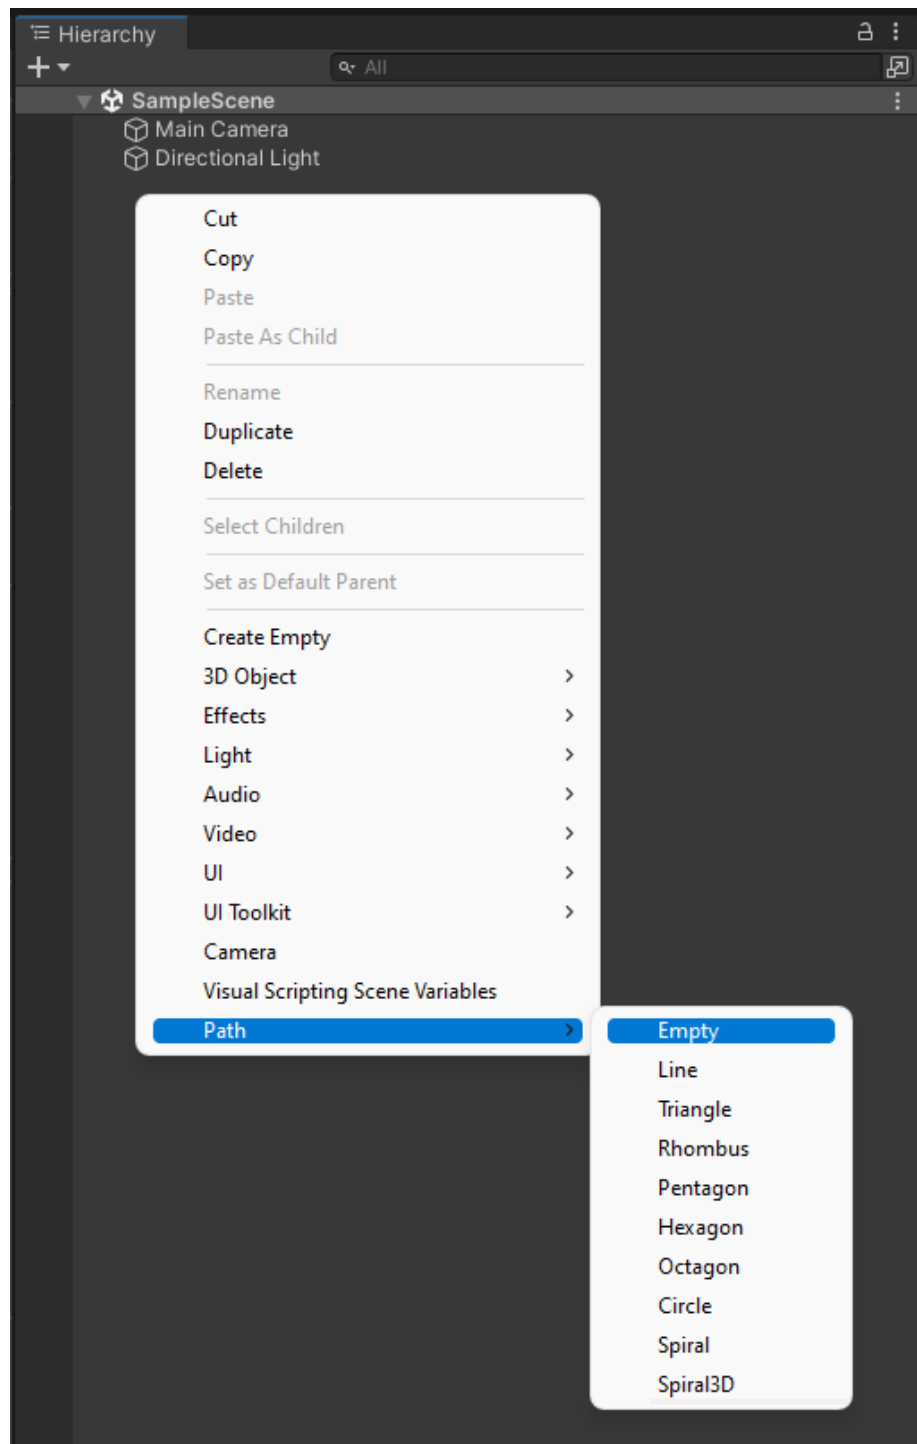 Hierarchy
All
SampleScene
Main Camera
Directional Light
Cut
Copy
Paste
Paste As Child
Rename
Duplicate
Delete
Select Children
Set as Default Parent
Create Empty
3D Object
Effects
Light
Audio
Video
UI
UI Toolkit
Camera
Visual Scripting Scene Variables
Path
Empty
Line
Triangle
Rhombus
Pentagon
Hexagon
Octagon
Circle
Spiral
Spiral3D